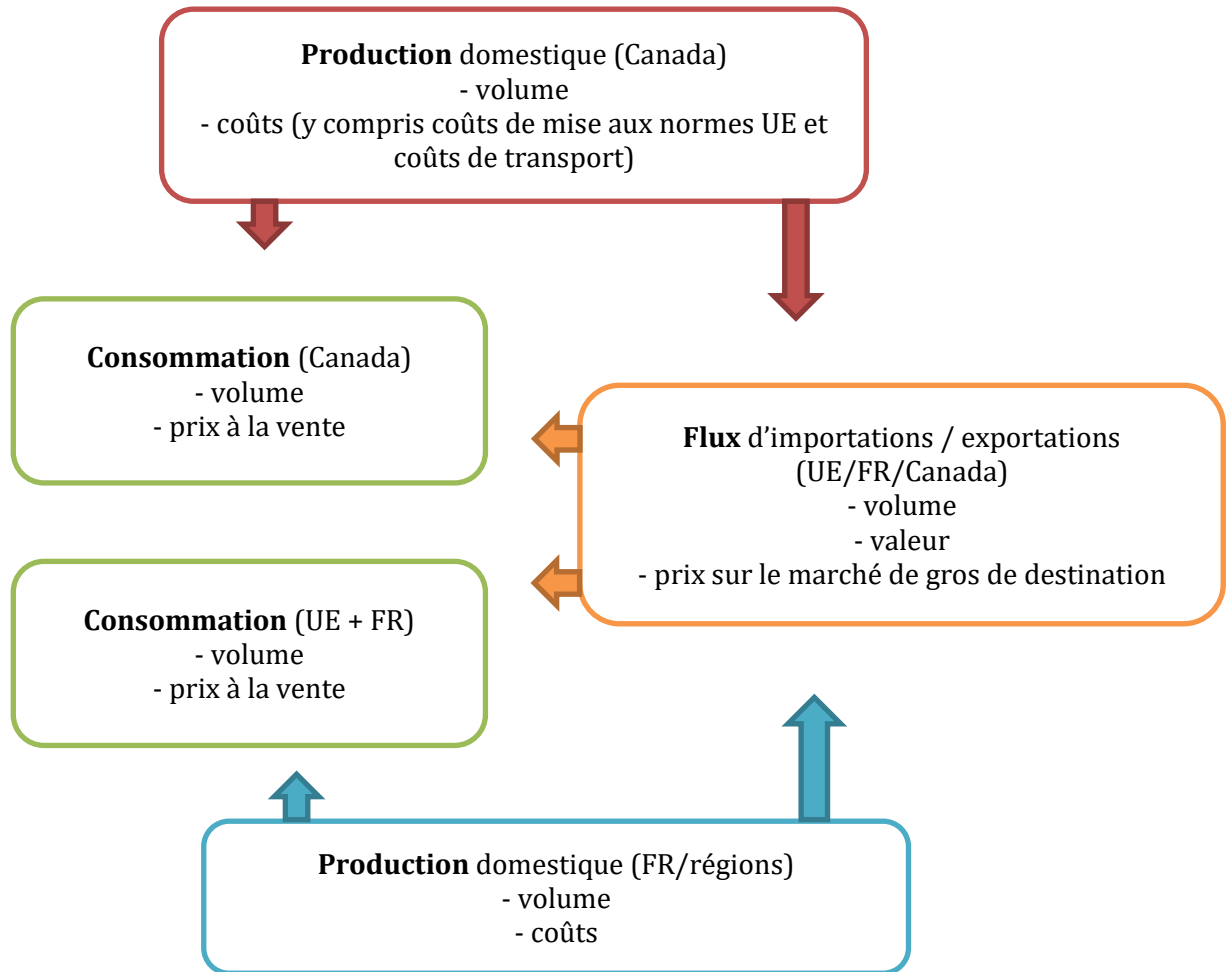 Production domestique (Canada)
- volume
- coûts (y compris coûts de mise aux normes UE et
coûts de transport)
Consommation (Canada)
- volume
- prix à la vente
Flux d’importations / exportations
(UE/FR/Canada)
- volume
- valeur
- prix sur le marché de gros de destination
Consommation (UE + FR)
- volume
- prix à la vente
Production domestique (FR/régions)
- volume
- coûts